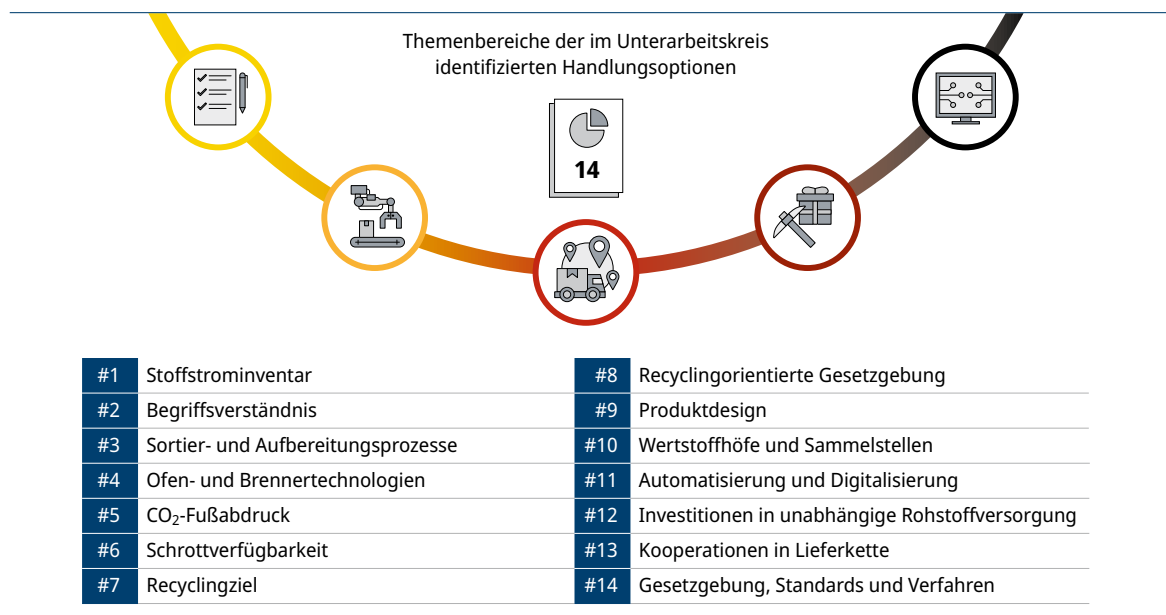 Themenbereiche der im Unterarbeitskreis
identifizierten Handlungsoptionen
14
#1 Stoffstrominventar
#2 Begriffsverständnis
#3 Sortier- und Aufbereitungsprozesse
#4 Ofen- und Brennertechnologien
#5 CO₂-Fußabdruck
#6 Schrottverfügbarkeit
#7 Recyclingziel
#8 Recyclingorientierte Gesetzgebung
#9 Produktdesign
#10 Wertstoffhöfe und Sammelstellen
#11 Automatisierung und Digitalisierung
#12 Investitionen in unabhängige Rohstoffversorgung
#13 Kooperationen in Lieferkette
#14 Gesetzgebung, Standards und Verfahren